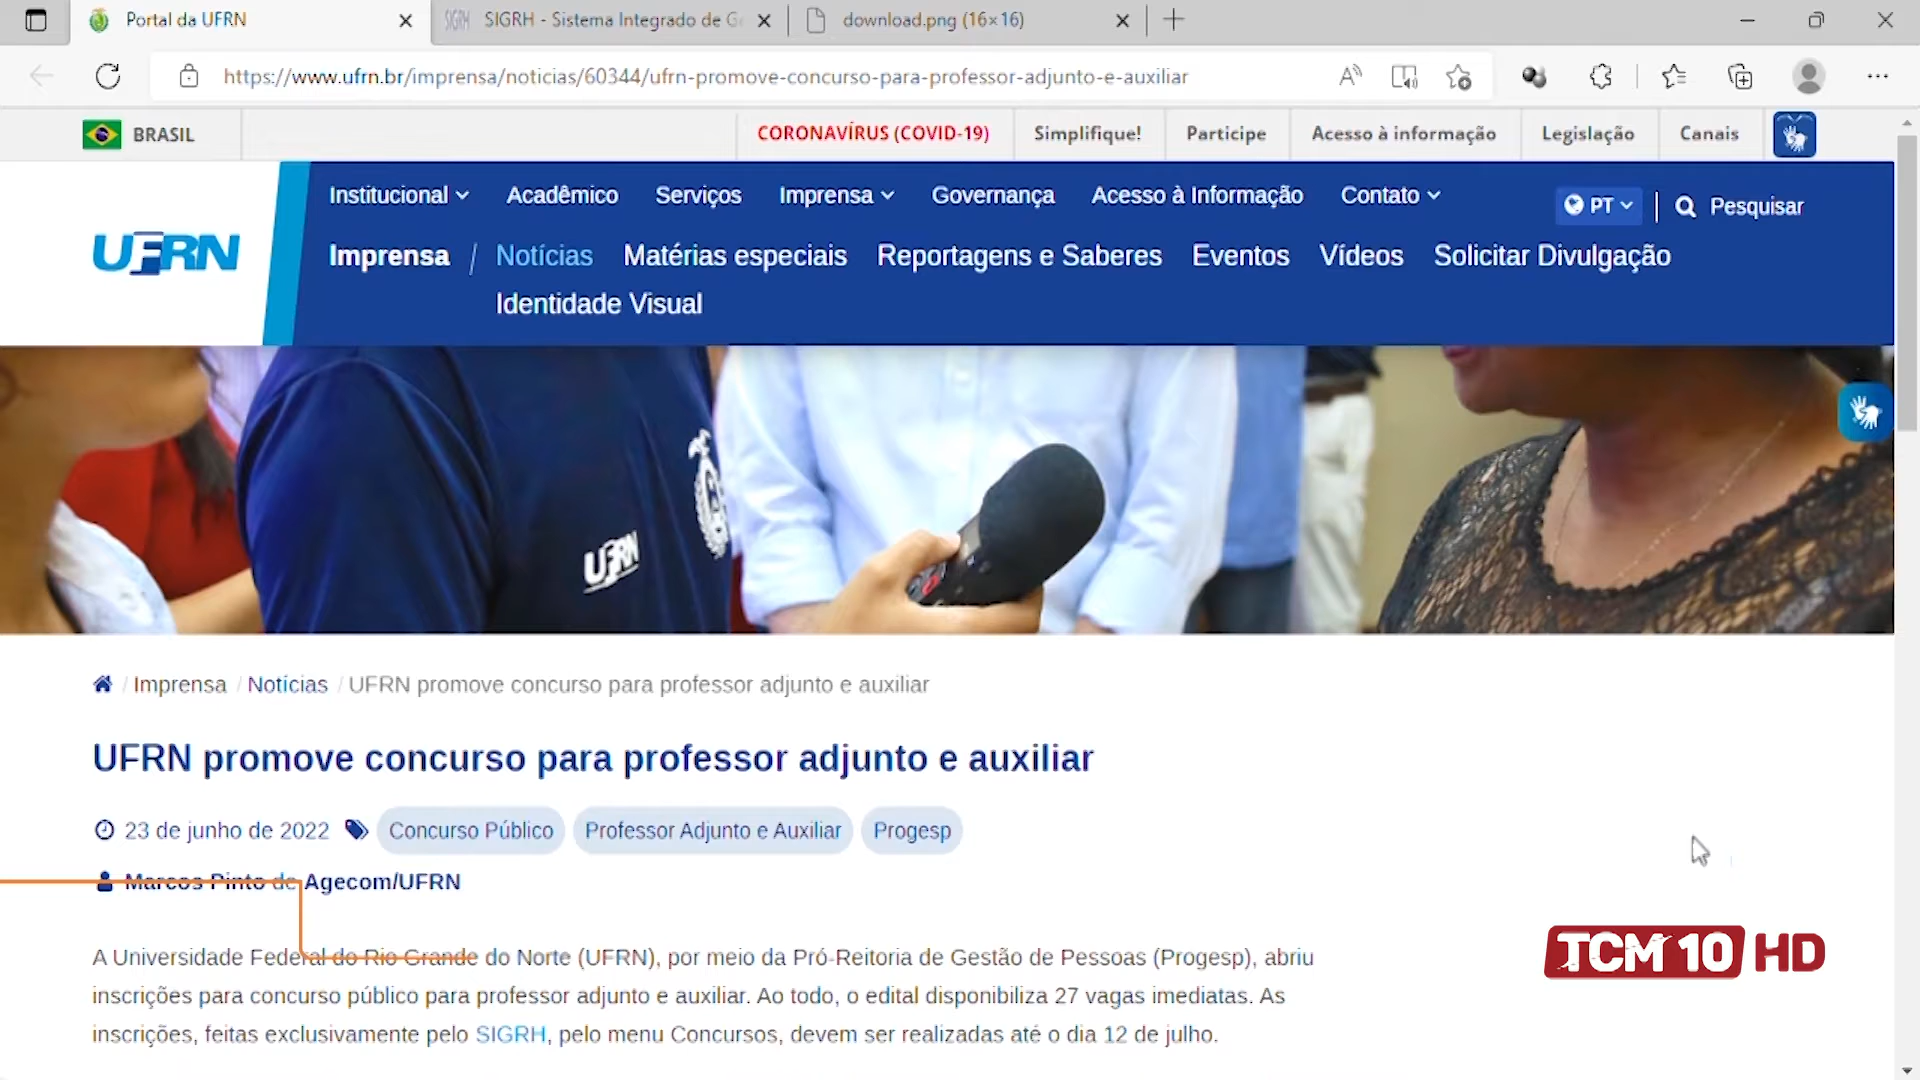 Portal da UFRN
SIGRH - Sistema Integrado de G
download.png (16×16)
https://www.ufrn.br/imprensa/noticias/60344/ufrn-promove-concurso-para-professor-adjunto-e-auxiliar
BRASIL
CORONAVÍRUS (COVID-19)
Simplifique!
Participe
Acesso à informação
Legislação
Canais
Institucional
Acadêmico
Serviços
Imprensa
Governança
Acesso à Informação
Contato
PT
Pesquisar
UFRN
Imprensa / Notícias Matérias especiais Reportagens e Saberes Eventos Vídeos Solicitar Divulgação
Identidade Visual
UFRN
/ Imprensa / Notícias / UFRN promove concurso para professor adjunto e auxiliar
UFRN promove concurso para professor adjunto e auxiliar
23 de junho de 2022 Concurso Público Professor Adjunto e Auxiliar Progesp
Marcos Pinto de Agecom/UFRN
A Universidade Federal do Rio Grande do Norte (UFRN), por meio da Pró-Reitoria de Gestão de Pessoas (Progesp), abriu
inscrições para concurso público para professor adjunto e auxiliar. Ao todo, o edital disponibiliza 27 vagas imediatas. As
inscrições, feitas exclusivamente pelo SIGRH, pelo menu Concursos, devem ser realizadas até o dia 12 de julho.
TCM 10 HD